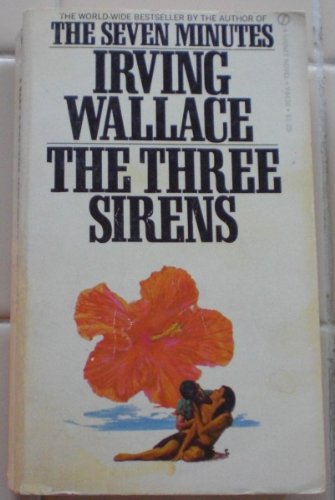 THE WORLD-WIDE BESTSELLER BY THE AUTHOR OF
THE SEVEN MINUTES
IRVING
WALLACE
THE THREE
SIRENS